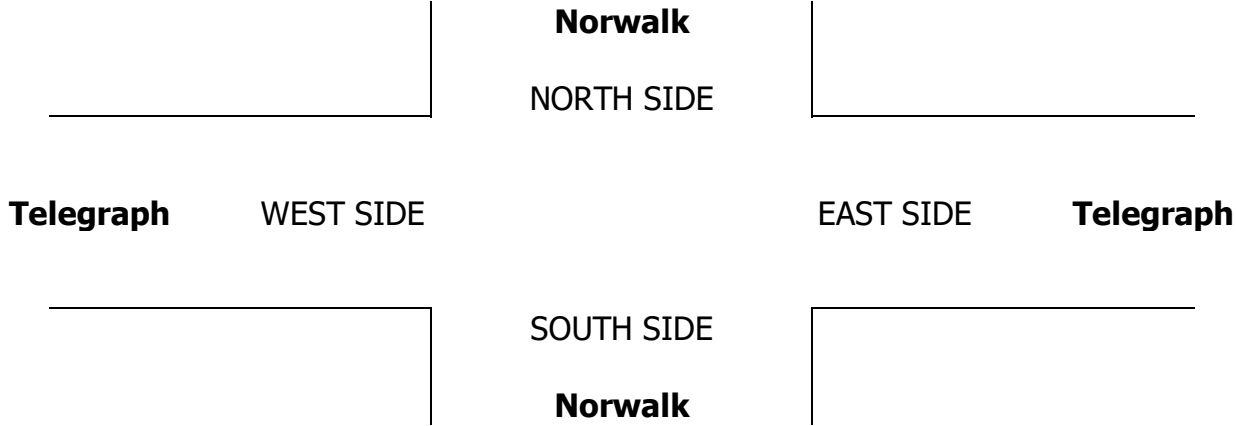 Norwalk
NORTH SIDE
Telegraph WEST SIDE EAST SIDE Telegraph
SOUTH SIDE
Norwalk